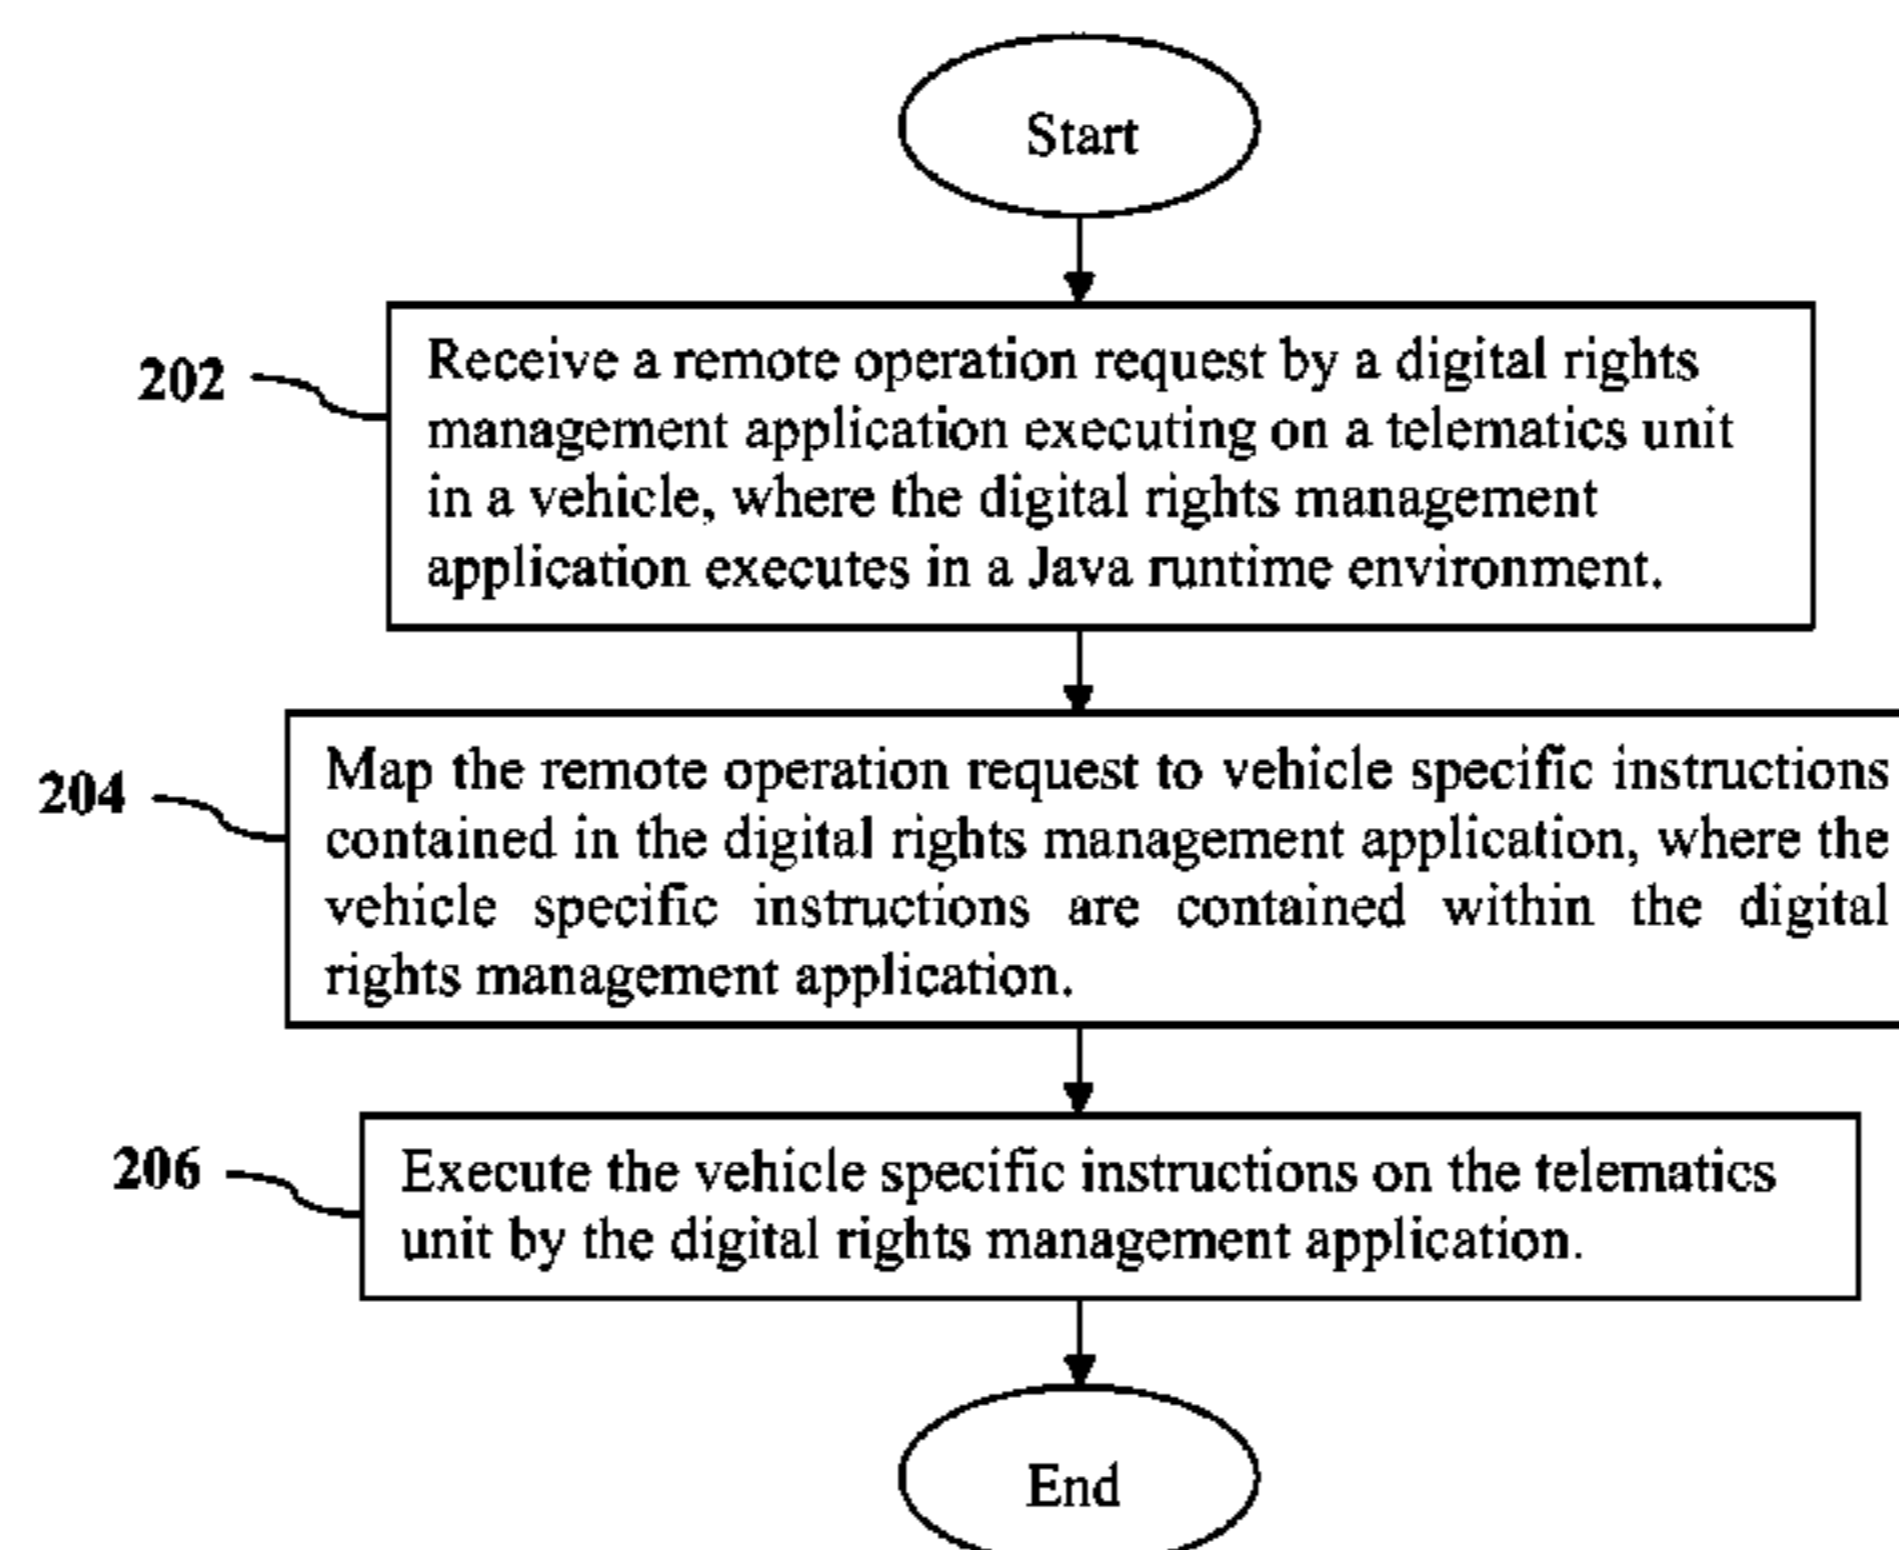 Start
202
Receive a remote operation request by a digital rights
management application executing on a telematics unit
in a vehicle, where the digital rights management
application executes in a Java runtime environment.
204
Map the remote operation request to vehicle specific instructions
contained in the digital rights management application, where the
vehicle specific instructions are contained within the digital
rights management application.
206
Execute the vehicle specific instructions on the telematics
unit by the digital rights management application.
End